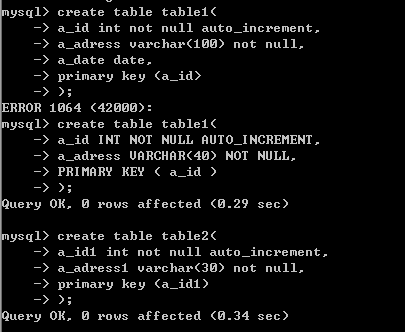 mysql> create table table1(
    -> a_id int not null auto_increment,
    -> a_adress varchar(100) not null,
    -> a_date date,
    -> primary key (a_id)
    -> );
ERROR 1064 (42000):
mysql> create table table1(
    -> a_id INT NOT NULL AUTO_INCREMENT,
    -> a_adress VARCHAR(40) NOT NULL,
    -> PRIMARY KEY ( a_id )
    -> );
Query OK, 0 rows affected (0.29 sec)

mysql> create table table2(
    -> a_id1 int not null auto_increment,
    -> a_adress1 varchar(30) not null,
    -> primary key (a_id1)
    -> );
Query OK, 0 rows affected (0.34 sec)